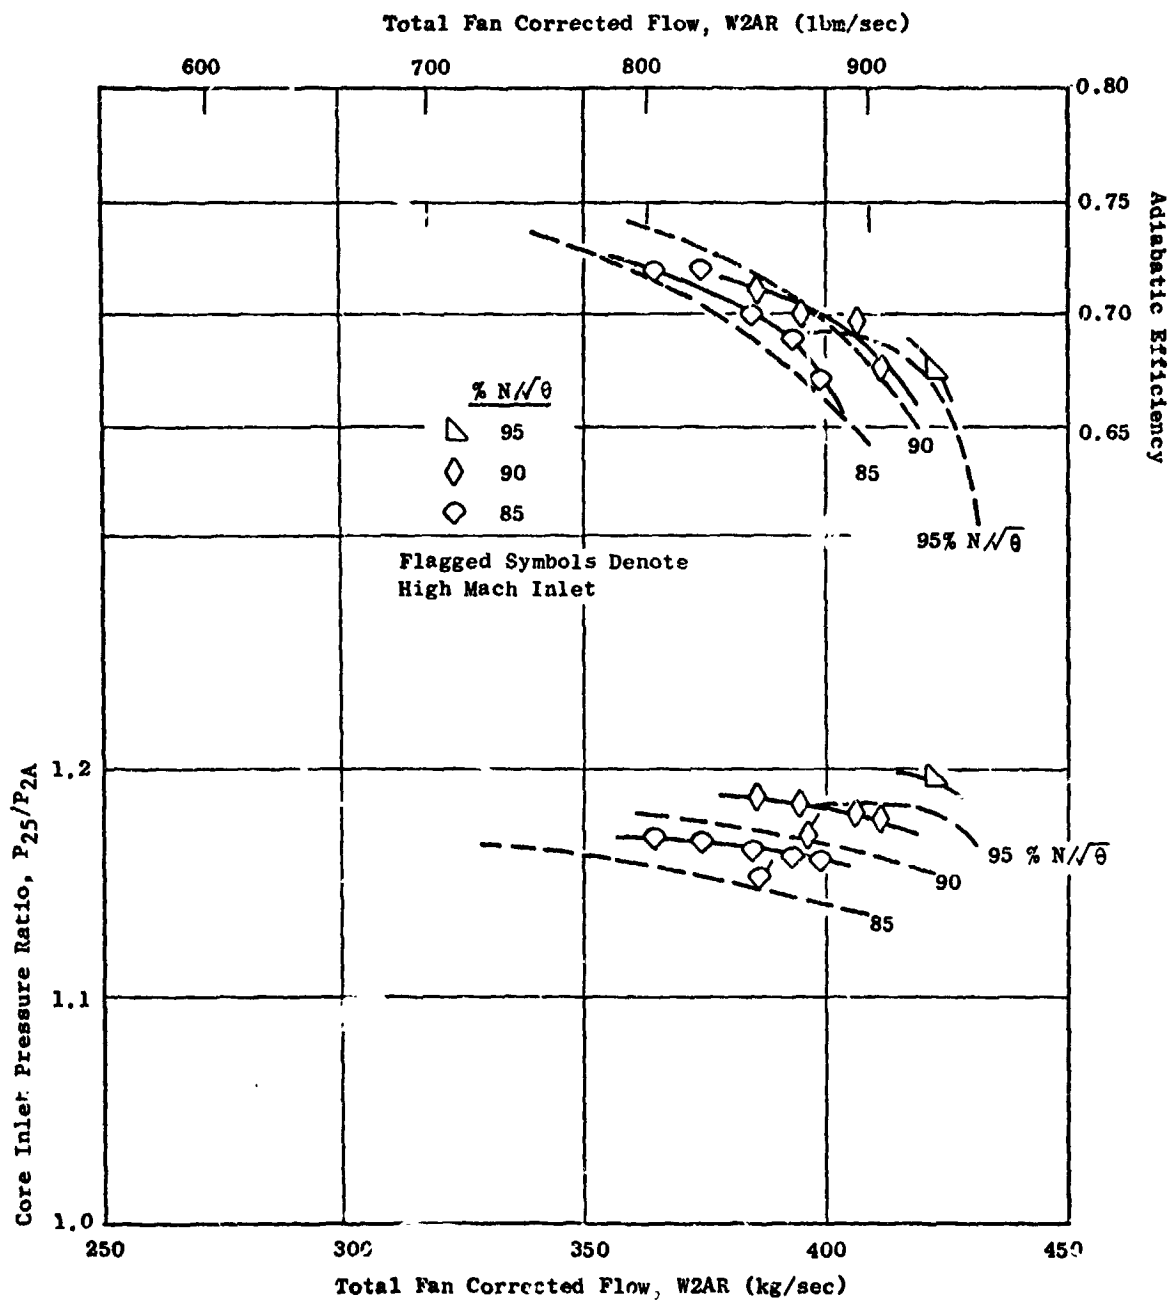 Total Fan Corrected Flow, W2AR (lbm/sec)
600 700 800 900
0.80
0.75
0.70
0.65
Adiabatic Efficiency
% N/√θ
95
90
85
Flagged Symbols Denote
High Mach Inlet
90
85
95% N/√θ
1.2
1.1
1.0
Core Inlet Pressure Ratio, P25/P2A
95 % N/√θ
90
85
250 300 350 400 450
Total Fan Corrected Flow, W2AR (kg/sec)